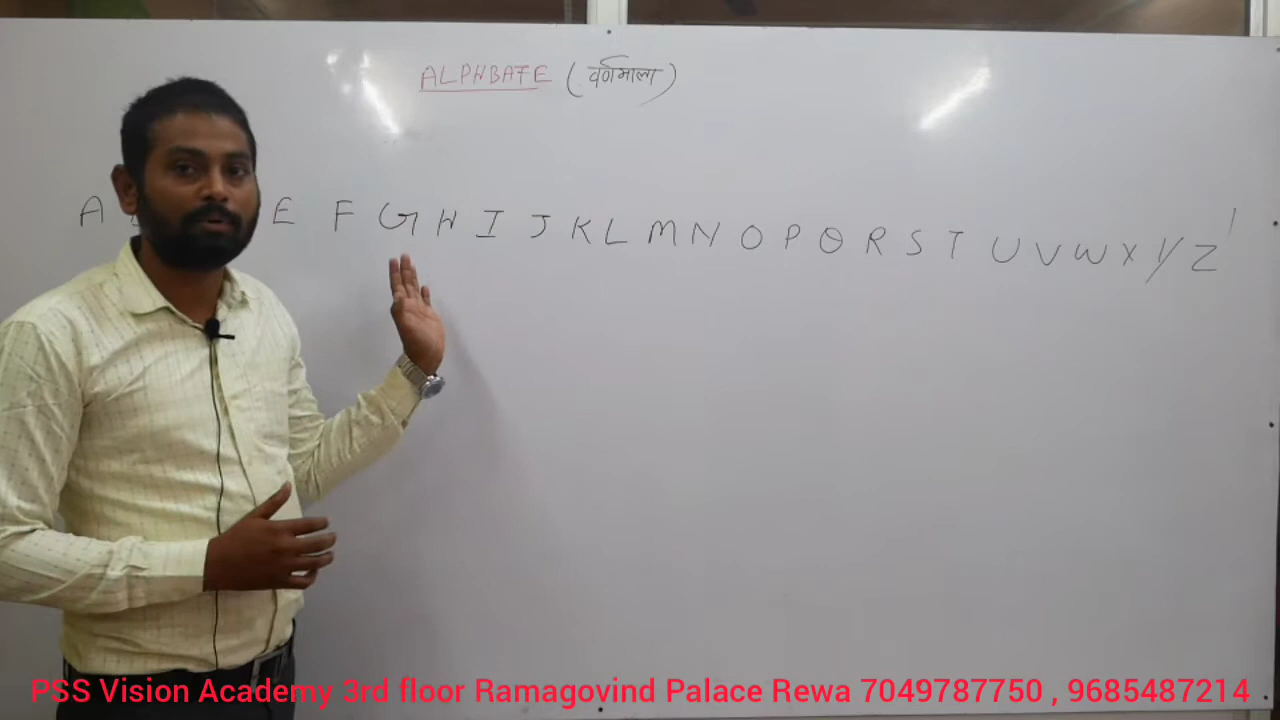 ALPHBATE (वर्णमाला)
A E F G H I J K L M N O P Q R S T U V W X Y Z
PSS Vision Academy 3rd floor Ramagovind Palace Rewa 7049787750 , 9685487214